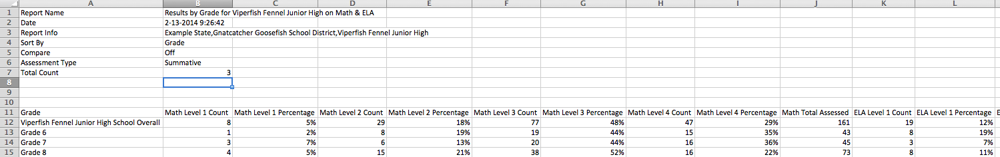 A B C D E F G H I J K L
1 Report Name Results by Grade for Viperfish Fennel Junior High on Math & ELA
2 Date 2-13-2014 9:26:42
3 Report Info Example State,Gnatcatcher Goosefish School District,Viperfish Fennel Junior High
4 Sort By Grade
5 Compare Off
6 Assessment Type Summative
7 Total Count 3
8
9
10
11 Grade Math Level 1 Count Math Level 1 Percentage Math Level 2 Count Math Level 2 Percentage Math Level 3 Count Math Level 3 Percentage Math Level 4 Count Math Level 4 Percentage Math Total Assessed ELA Level 1 Count ELA Level 1 Percentage E
12 Viperfish Fennel Junior High School Overall 8 5% 29 18% 77 48% 47 29% 161 19 12%
13 Grade 6 1 2% 8 19% 19 44% 15 35% 43 8 19%
14 Grade 7 3 7% 6 13% 20 44% 16 36% 45 3 7%
15 Grade 8 4 5% 15 21% 38 52% 16 22% 73 8 11%